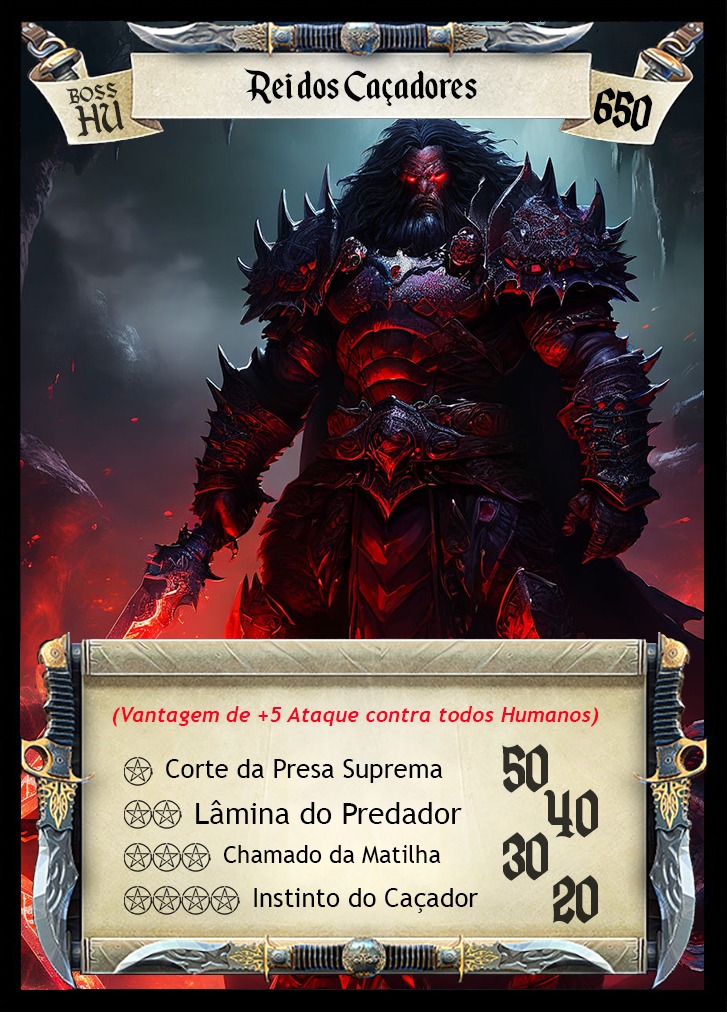 BOSS
HU
Rei dos Caçadores
650
(Vantagem de +5 Ataque contra todos Humanos)
Corte da Presa Suprema 50
Lâmina do Predador 40
Chamado da Matilha 30
Instinto do Caçador 20